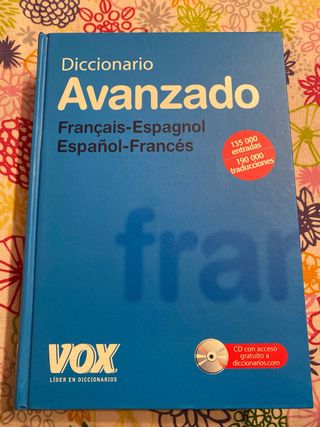 Diccionario
Avanzado
Français-Espagnol
Español-Francés
135 000
entradas
190 000
traducciones
fran
CD con acceso
gratuito a
diccionarios.com
VOX
LÍDER EN DICCIONARIOS